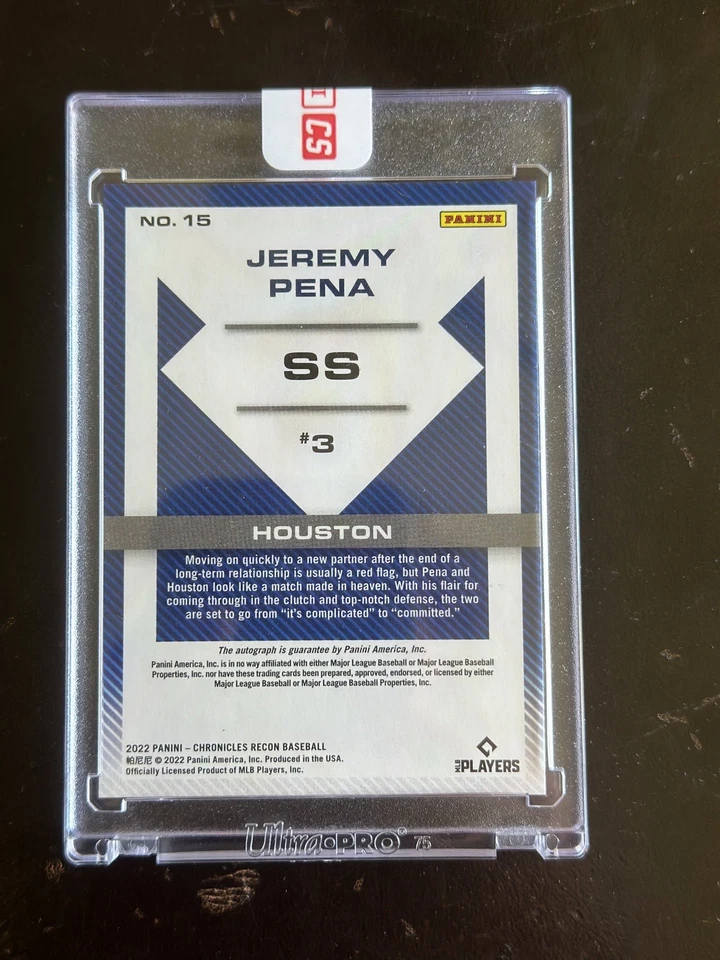 I
CS
NO. 15
PANINI
JEREMY
PENA
SS
#3
HOUSTON
Moving on quickly to a new partner after the end of a
long-term relationship is usually a red flag, but Pena and
Houston look like a match made in heaven. With his flair for
coming through in the clutch and top-notch defense, the two
are set to go from “it's complicated” to “committed.”
The autograph is guarantee by Panini America, Inc.
Panini America, Inc. is in no way affiliated with either Major League Baseball or Major League Baseball
Properties, Inc. nor have these trading cards been prepared, approved, endorsed, or licensed by either
Major League Baseball or Major League Baseball Properties, Inc.
2022 PANINI – CHRONICLES RECON BASEBALL
帕尼尼 © 2022 Panini America, Inc. Produced in the USA.
Officially Licensed Product of MLB Players, Inc.
MLB PLAYERS
Ultra•PRO® 75